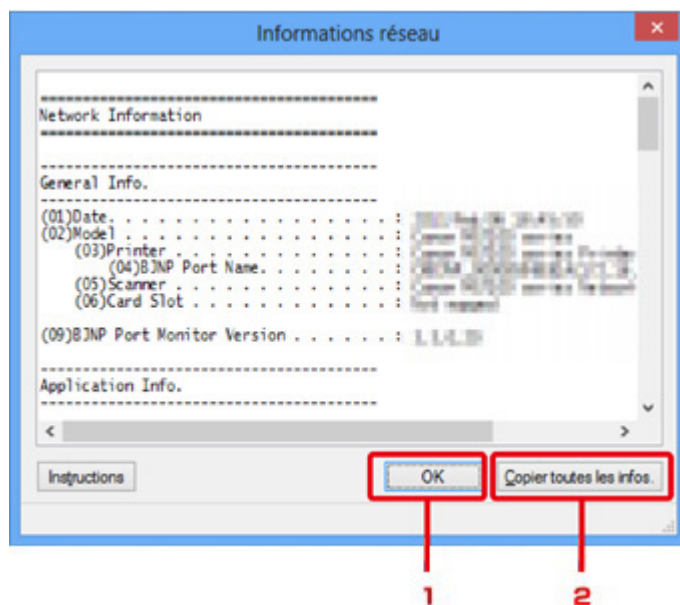 Informations réseau
Network Information
General Info.
(01)Date. . . . . . . . . . . . . . . . . . :
(02)Model . . . . . . . . . . . . . . . . . :
(03)Printer . . . . . . . . . . . . . . :
(04)BJNP Port Name. . . . . . . . . :
(05)Scanner . . . . . . . . . . . . . . :
(06)Card Slot . . . . . . . . . . . . . :
(09)BJNP Port Monitor Version . . . . . . :
Application Info.
Instructions OK Copier toutes les infos.
1 2